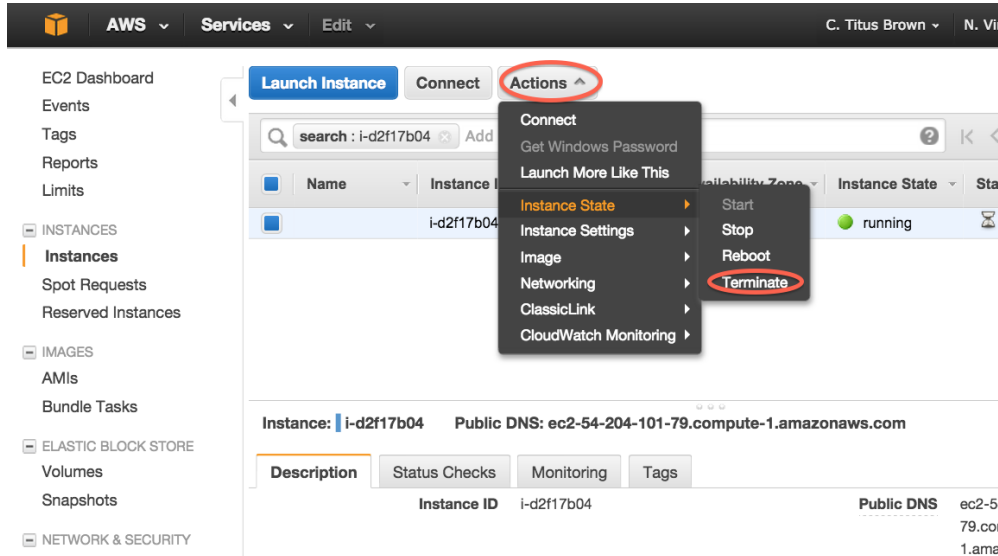 AWS Services Edit C. Titus Brown
EC2 Dashboard
Events
Tags
Reports
Limits
INSTANCES
Instances
Spot Requests
Reserved Instances
IMAGES
AMIs
Bundle Tasks
ELASTIC BLOCK STORE
Volumes
Snapshots
NETWORK & SECURITY
Launch Instance Connect Actions
search : i-d2f17b04 Add
Name Instance Availability Zone Instance State
i-d2f17b04 running
Connect
Get Windows Password
Launch More Like This
Instance State
Instance Settings
Image
Networking
ClassicLink
CloudWatch Monitoring
Start
Stop
Reboot
Terminate
Instance: i-d2f17b04 Public DNS: ec2-54-204-101-79.compute-1.amazonaws.com
Description Status Checks Monitoring Tags
Instance ID i-d2f17b04 Public DNS ec2-5
79.co
1.ama